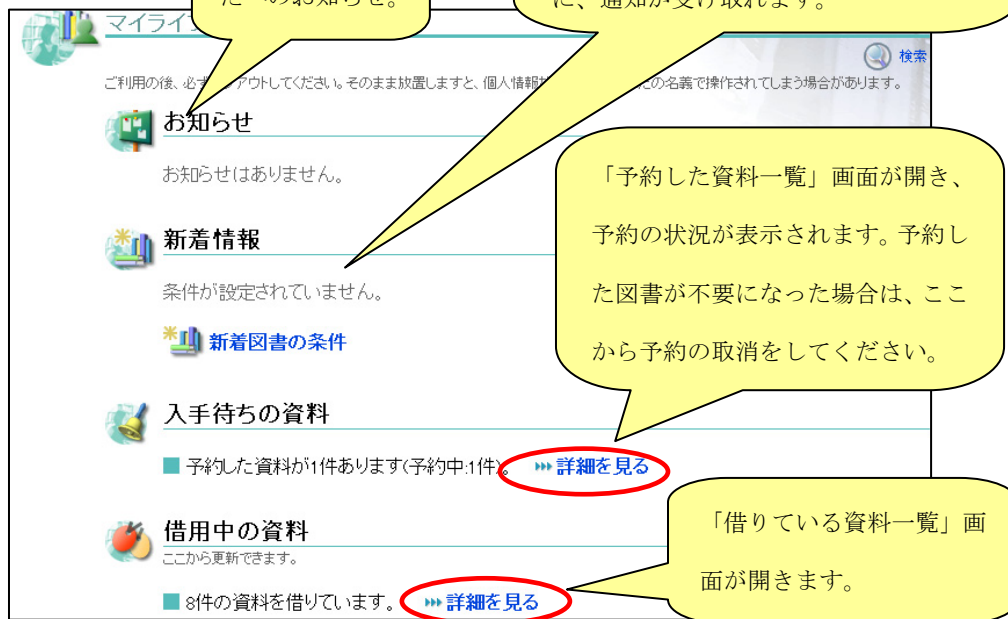 たへのお知らせ。
に、通知が受け取れます。
マイライ
検索
ご利用の後、必ず
アウトしてください。そのまま放置しますと、個人情報
の名義で操作されてしまう場合があります。
お知らせ
お知らせはありません。
「予約した資料一覧」画面が開き、
予約の状況が表示されます。予約し
た図書が不要になった場合は、ここ
から予約の取消をしてください。
新着情報
条件が設定されていません。
新着図書の条件
入手待ちの資料
予約した資料が1件あります(予約中:1件)。 詳細を見る
借用中の資料
ここから更新できます。
「借りている資料一覧」画
面が開きます。
8件の資料を借りています。 詳細を見る